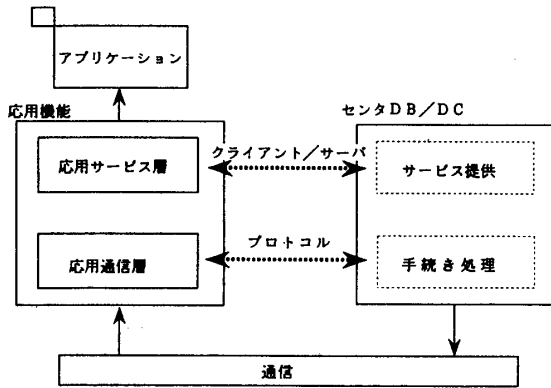 アプリケーション
応用機能
センタDB/DC
クライアント/サーバ
応用サービス層
サービス提供
プロトコル
応用通信層
手続き処理
通信